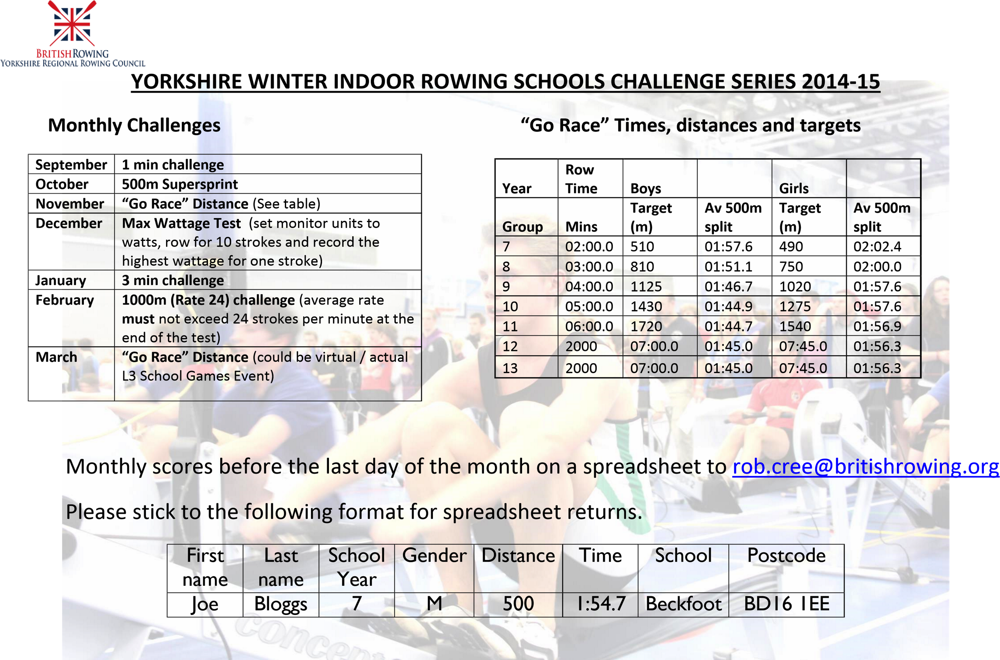 BRITISH ROWING
YORKSHIRE REGIONAL ROWING COUNCIL
YORKSHIRE WINTER INDOOR ROWING SCHOOLS CHALLENGE SERIES 2014-15
Monthly Challenges
September 1 min challenge
October 500m Supersprint
November “Go Race” Distance (See table)
December Max Wattage Test (set monitor units to
watts, row for 10 strokes and record the
highest wattage for one stroke)
January 3 min challenge
February 1000m (Rate 24) challenge (average rate
must not exceed 24 strokes per minute at the
end of the test)
March “Go Race” Distance (could be virtual / actual
L3 School Games Event)
“Go Race” Times, distances and targets
Row
Year Time Boys Girls
Target Av 500m Target Av 500m
Group Mins (m) split (m) split
7 02:00.0 510 01:57.6 490 02:02.4
8 03:00.0 810 01:51.1 750 02:00.0
9 04:00.0 1125 01:46.7 1020 01:57.6
10 05:00.0 1430 01:44.9 1275 01:57.6
11 06:00.0 1720 01:44.7 1540 01:56.9
12 2000 07:00.0 01:45.0 07:45.0 01:56.3
13 2000 07:00.0 01:45.0 07:45.0 01:56.3
Monthly scores before the last day of the month on a spreadsheet to rob.cree@britishrowing.org
Please stick to the following format for spreadsheet returns.
First Last School Gender Distance Time School Postcode
name name Year
Joe Bloggs 7 M 500 1:54.7 Beckfoot BD16 1EE